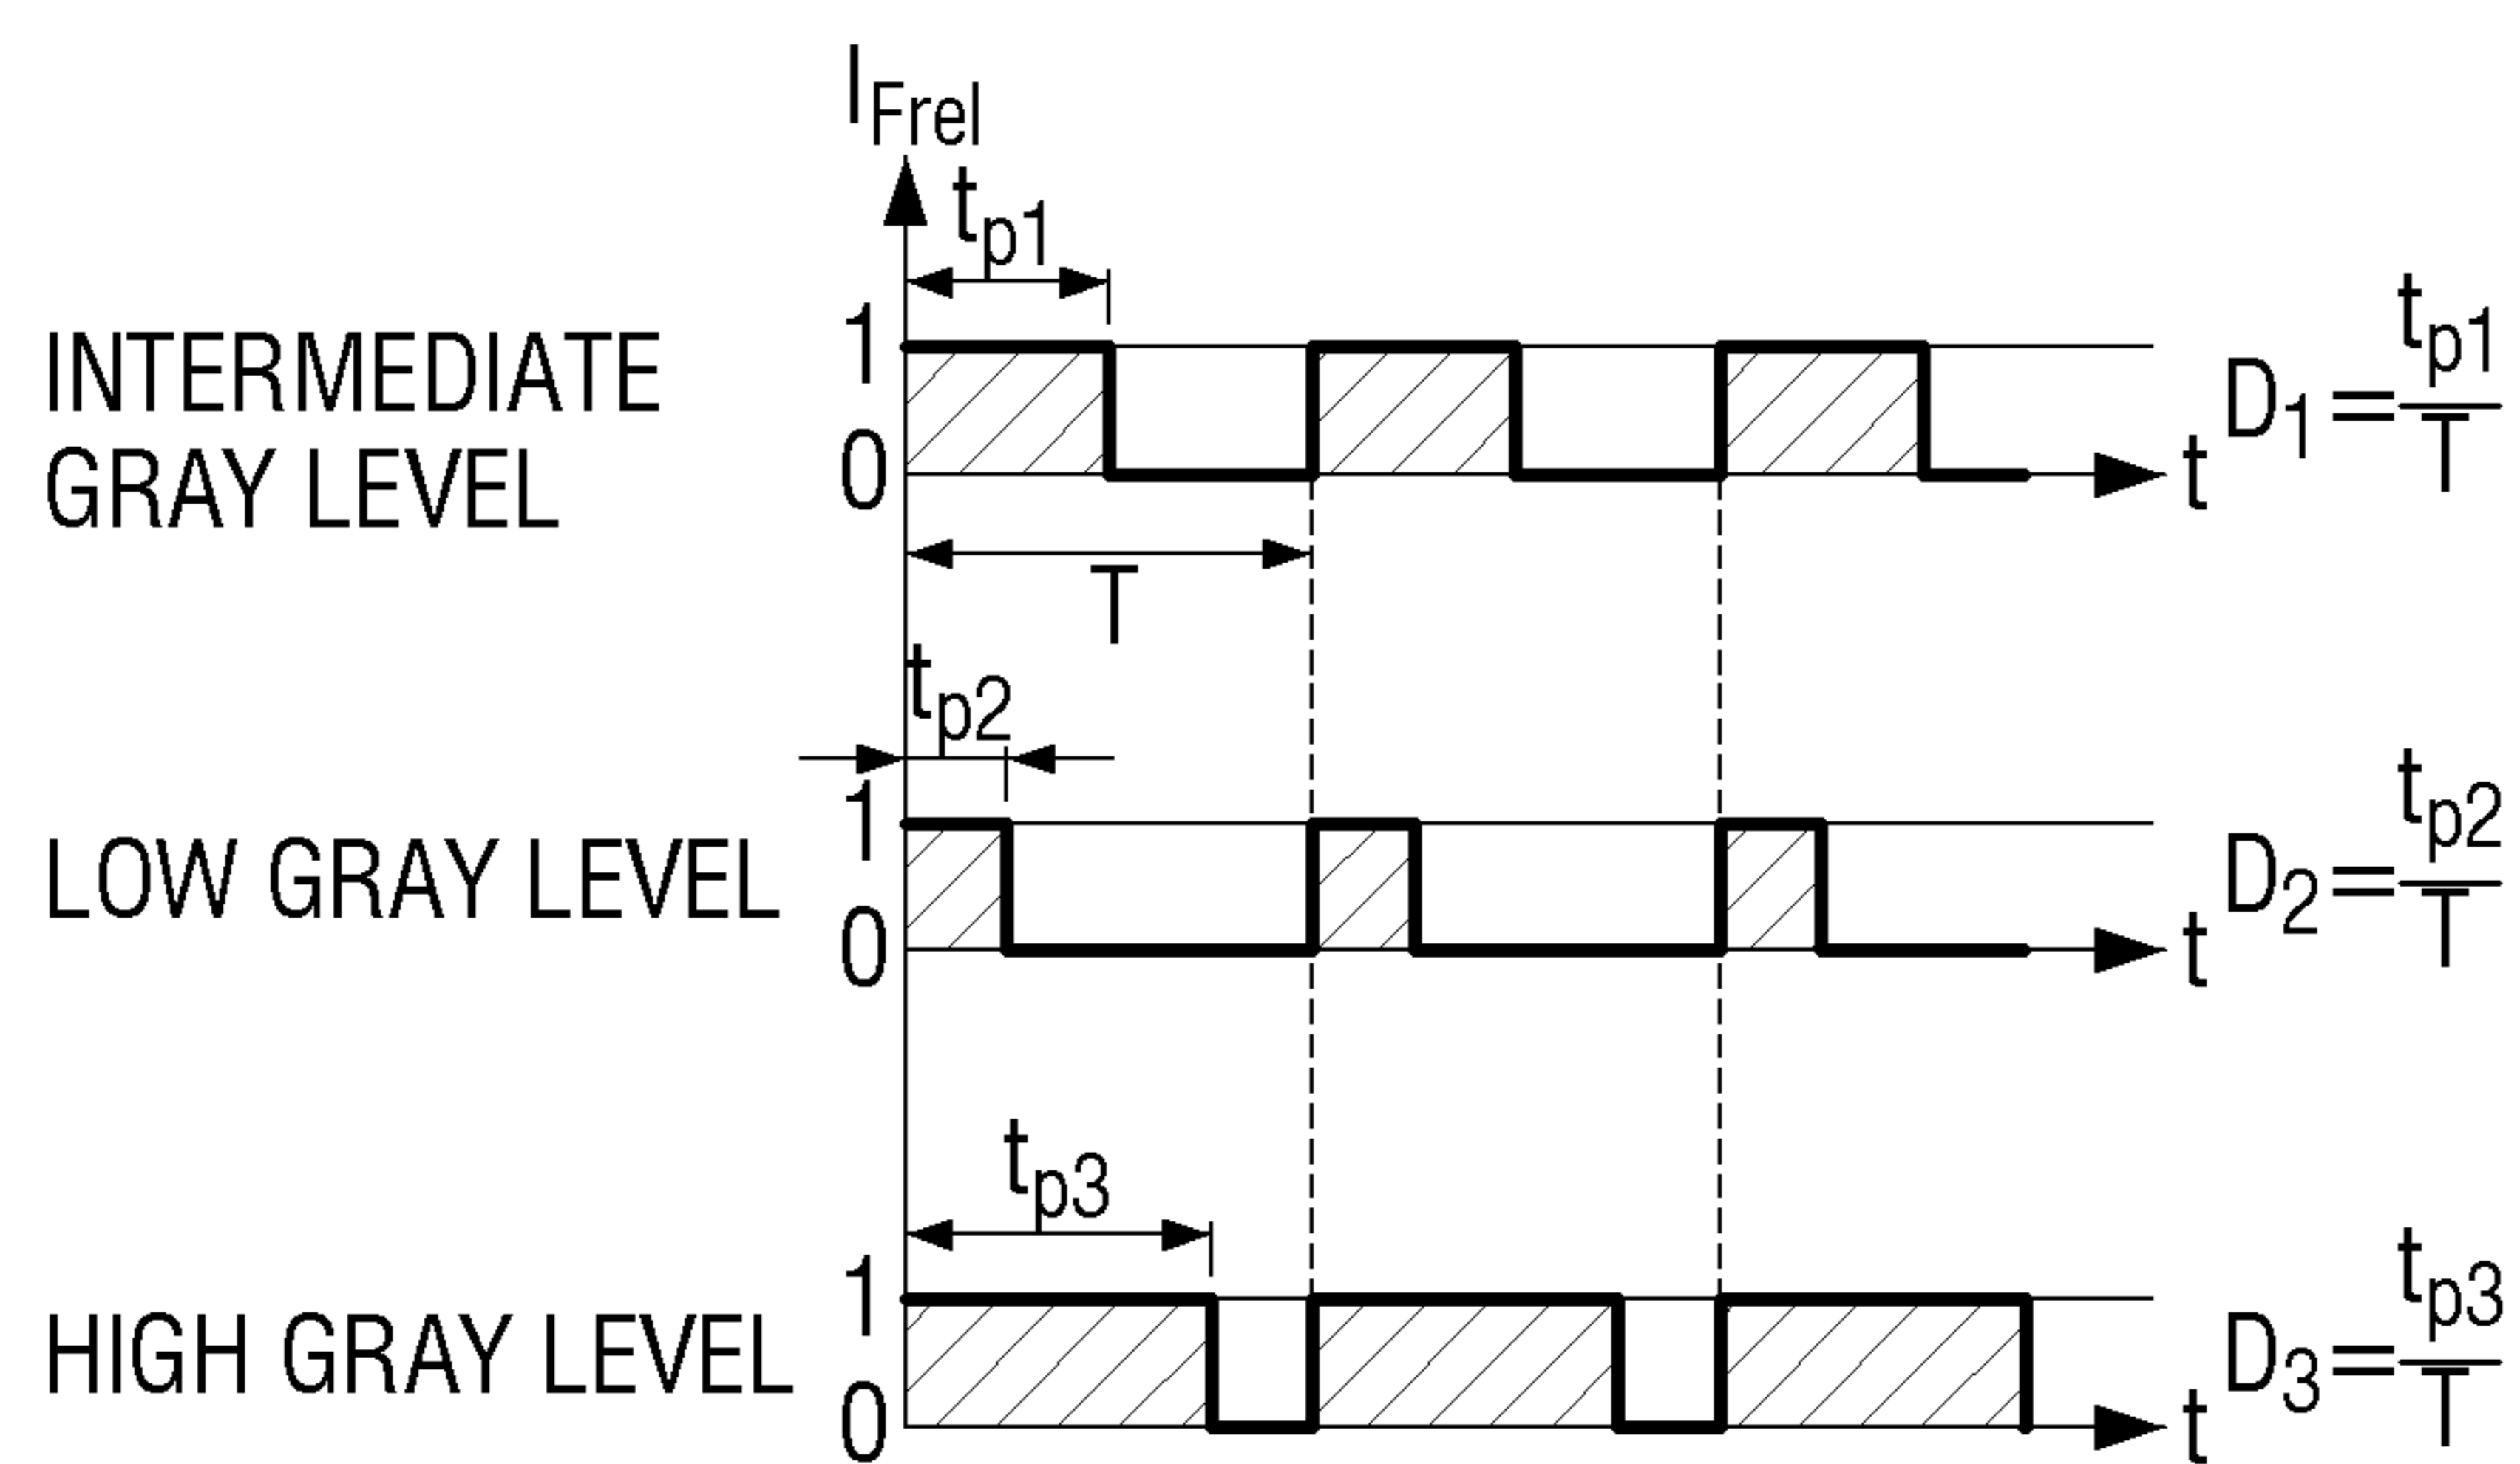 I_Frel
t_p1
INTERMEDIATE
GRAY LEVEL
1
0
t
D_1 = t_p1 / T
T
t_p2
LOW GRAY LEVEL
1
0
t
D_2 = t_p2 / T
t_p3
HIGH GRAY LEVEL
1
0
t
D_3 = t_p3 / T